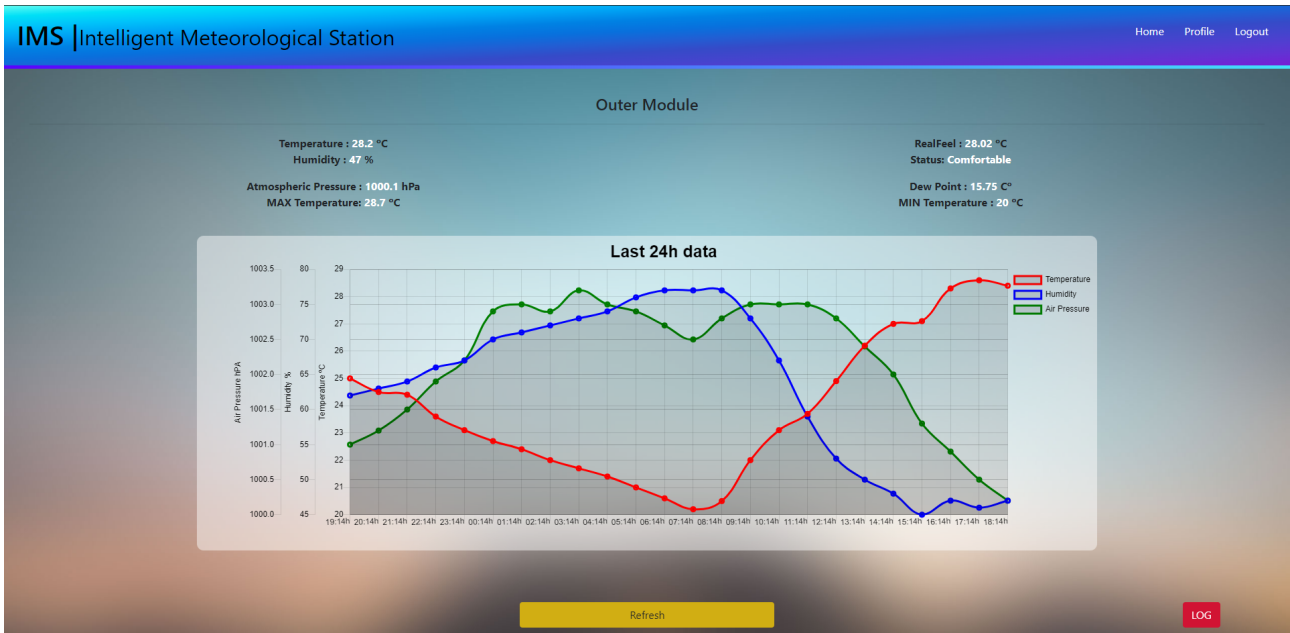 IMS |Intelligent Meteorological Station
Home Profile Logout
Outer Module
Temperature : 28.2 ºC
Humidity : 47 %
Atmospheric Pressure : 1000.1 hPa
MAX Temperature: 28.7 ºC
RealFeel : 28.02 ºC
Status: Comfortable
Dew Point : 15.75 Cº
MIN Temperature : 20 ºC
Last 24h data
Air Pressure hPA
1003.5
1003.0
1002.5
1002.0
1001.5
1001.0
1000.5
1000.0
Humidity %
80
75
70
65
60
55
50
45
Temperature ºC
29
28
27
26
25
24
23
22
21
20
19:14h 20:14h 21:14h 22:14h 23:14h 00:14h 01:14h 02:14h 03:14h 04:14h 05:14h 06:14h 07:14h 08:14h 09:14h 10:14h 11:14h 12:14h 13:14h 14:14h 15:14h 16:14h 17:14h 18:14h
Temperature
Humidity
Air Pressure
Refresh
LOG